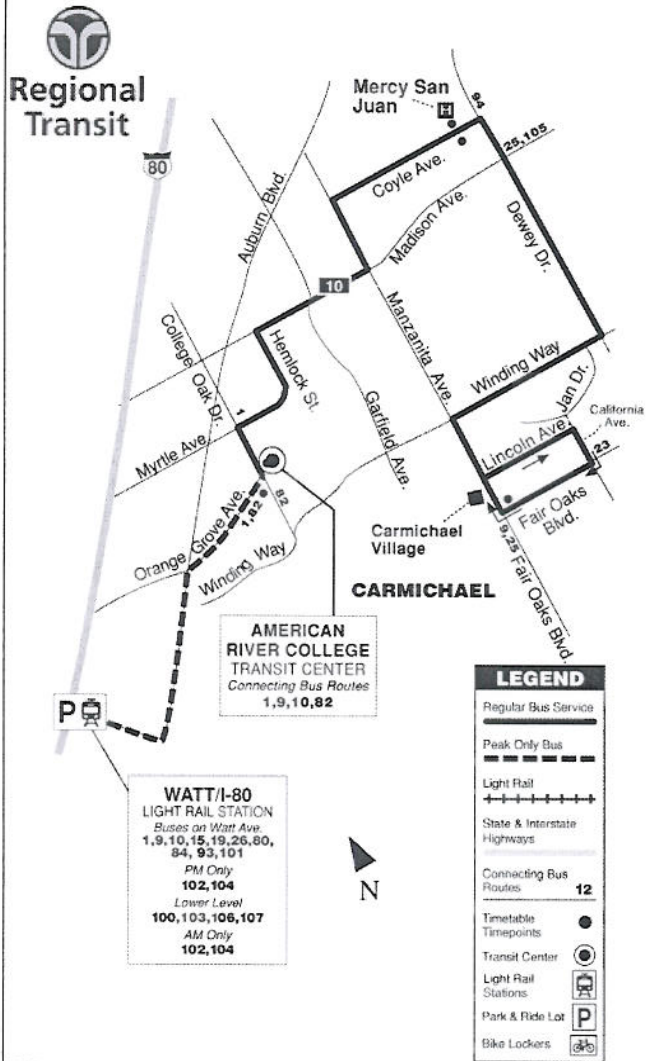 Regional
Transit
80
Mercy San
Juan
H
94
25,105
Coyle Ave.
Madison Ave.
Dewey Dr.
Auburn Blvd.
10
College Oak Dr.
Hemlock St.
Manzanita Ave.
Winding Way
Jan Dr.
California
Ave.
Garfield Ave.
Lincoln Ave.
23
1
Myrtle Ave.
82
1,82
Orange Grove Ave.
Winding Way
Carmichael
Village
Fair Oaks
Blvd.
9,25
Fair Oaks Blvd.
CARMICHAEL
AMERICAN
RIVER COLLEGE
TRANSIT CENTER
Connecting Bus Routes
1,9,10,82
P
WATT/I-80
LIGHT RAIL STATION
Buses on Watt Ave.
1,9,10,15,19,26,80,
84, 93,101
PM Only
102,104
Lower Level
100,103,106,107
AM Only
102,104
N
LEGEND
Regular Bus Service
Peak Only Bus
Light Rail
State & Interstate
Highways
Connecting Bus
Routes 12
Timetable
Timepoints
Transit Center
Light Rail
Stations
Park & Ride Lot P
Bike Lockers